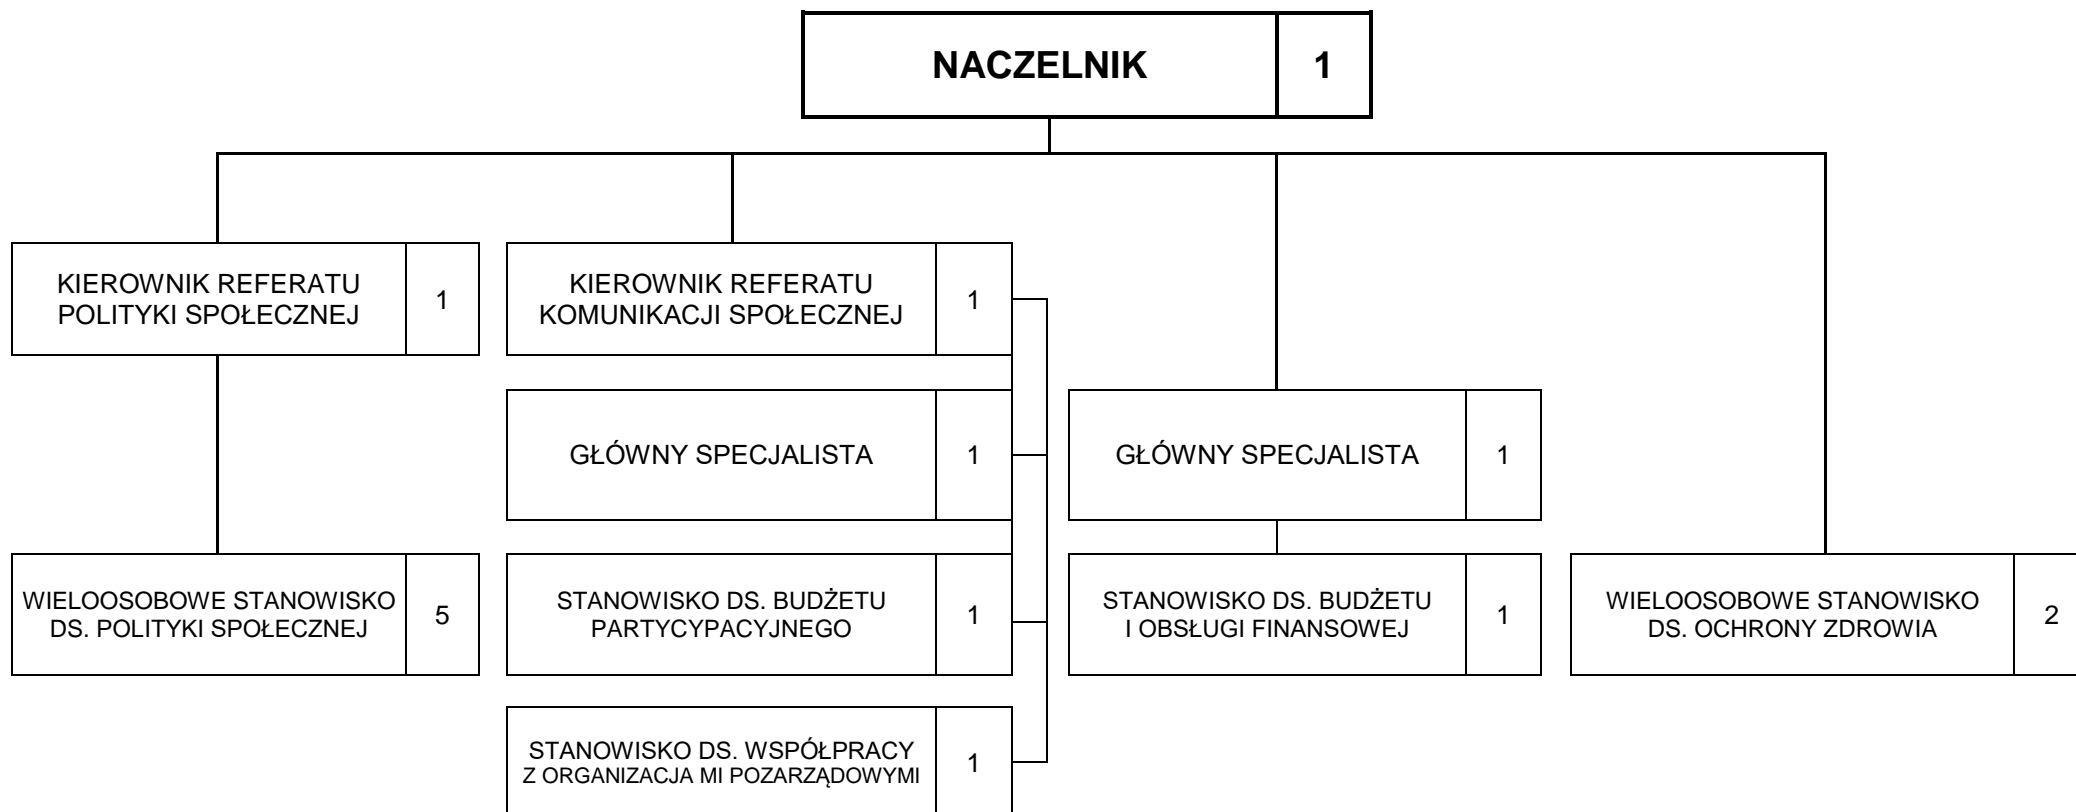 NACZELNIK 1
KIEROWNIK REFERATU
POLITYKI SPOŁECZNEJ
1
KIEROWNIK REFERATU
KOMUNIKACJI SPOŁECZNEJ
1
GŁÓWNY SPECJALISTA 1
GŁÓWNY SPECJALISTA 1
WIELOOSOBOWE STANOWISKO
DS. POLITYKI SPOŁECZNEJ
5
STANOWISKO DS. BUDŻETU
PARTYCYPACYJNEGO
1
STANOWISKO DS. BUDŻETU
I OBSŁUGI FINANSOWEJ
1
WIELOOSOBOWE STANOWISKO
DS. OCHRONY ZDROWIA
2
STANOWISKO DS. WSPÓŁPRACY
Z ORGANIZACJA MI POZARZĄDOWYMI
1